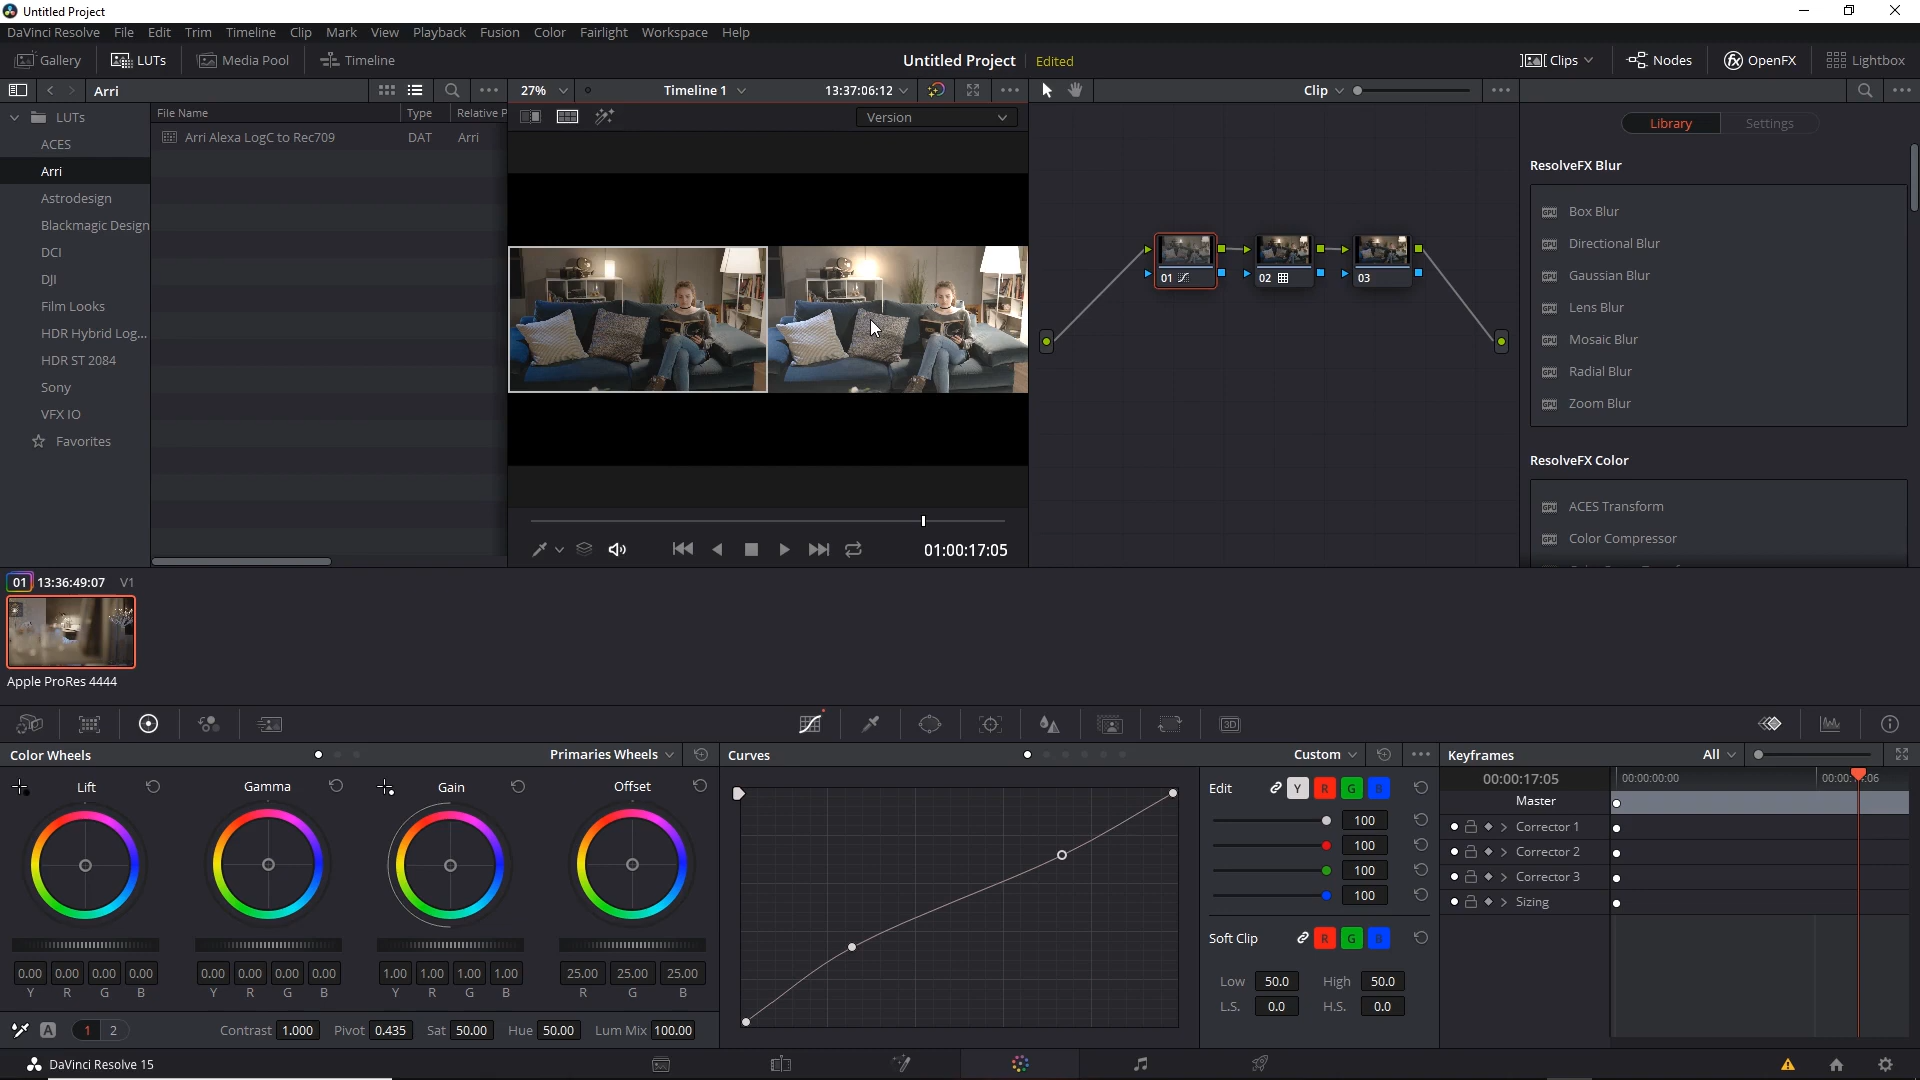 Untitled Project
DaVinci Resolve File Edit Trim Timeline Clip Mark View Playback Fusion Color Fairlight Workspace Help
Gallery LUTs Media Pool Timeline Untitled Project Edited Clips Nodes OpenFX Lightbox
Arri 27% Timeline 1 13:37:06:12 Clip
LUTs File Name Type Relative P Version Library Settings
ACES Arri Alexa LogC to Rec709 DAT Arri
Arri
Astrodesign
Blackmagic Design
DCI
DJI
Film Looks
HDR Hybrid Log...
HDR ST 2084
Sony
VFX IO
Favorites
01 02 03
01:00:17:05
ResolveFX Blur
GPU Box Blur
GPU Directional Blur
GPU Gaussian Blur
GPU Lens Blur
GPU Mosaic Blur
GPU Radial Blur
GPU Zoom Blur
ResolveFX Color
GPU ACES Transform
GPU Color Compressor
01 13:36:49:07 V1
Apple ProRes 4444
3D
Color Wheels Primaries Wheels Curves Custom Keyframes All
Lift Gamma Gain Offset
0.00 0.00 0.00 0.00 0.00 0.00 0.00 0.00 1.00 1.00 1.00 1.00 25.00 25.00 25.00
Y R G B Y R G B Y R G B R G B
A 1 2 Contrast 1.000 Pivot 0.435 Sat 50.00 Hue 50.00 Lum Mix 100.00
Edit Y R G B
100
100
100
100
Soft Clip R G B
Low 50.0 High 50.0
L.S. 0.0 H.S. 0.0
00:00:17:05 00:00:00:00
Master
Corrector 1
Corrector 2
Corrector 3
Sizing
DaVinci Resolve 15